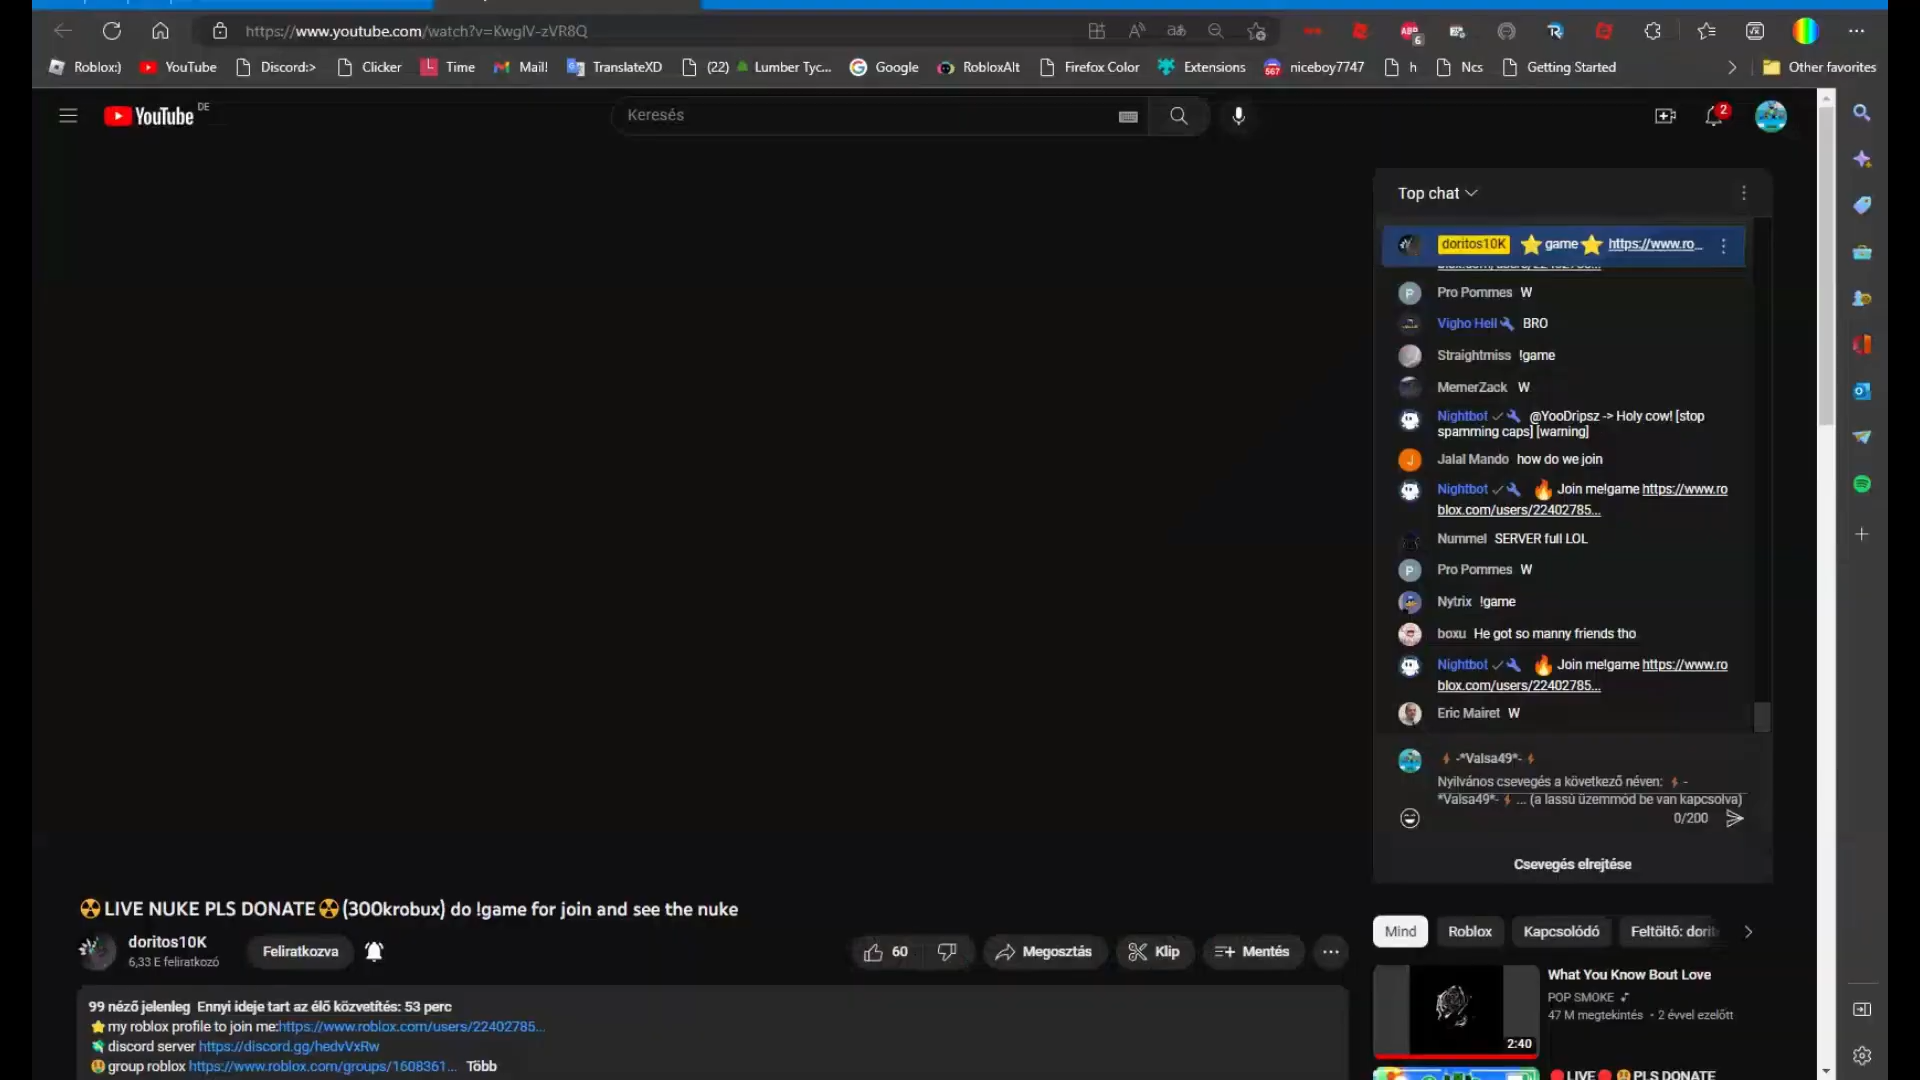 https://www.youtube.com/watch?v=KwglV-zVR8Q
ABP
6
Roblox:)
YouTube
Discord:>
Clicker
L
Time
Mail!
TranslateXD
(22)
Lumber Tyc...
Google
RobloxAlt
Firefox Color
Extensions
567
niceboy7747
h
Ncs
Getting Started
Other favorites
YouTube
DE
Keresés
2
Top chat
doritos10K ⭐ game ⭐ https://www.ro...
P
Pro Pommes W
Vigho Hell BRO
Straightmiss !game
MemerZack W
Nightbot @YooDripsz -> Holy cow! [stop
spamming caps] [warning]
J
Jalal Mando how do we join
Nightbot 🔥 Join me!game https://www.ro
blox.com/users/22402785...
Nummel SERVER full LOL
P
Pro Pommes W
Nytrix !game
boxu He got so manny friends tho
Nightbot 🔥 Join me!game https://www.ro
blox.com/users/22402785...
Eric Mairet W
⚡ -*Valsa49*- ⚡
Nyilvános csevegés a következő néven: ⚡ -
*Valsa49*- ⚡ ... (a lassú üzemmód be van kapcsolva)
0/200
Csevegés elrejtése
☢LIVE NUKE PLS DONATE☢(300krobux) do !game for join and see the nuke
doritos10K
6,33 E feliratkozó
Feliratkozva
60
Megosztás
Klip
Mentés
99 néző jelenleg Ennyi ideje tart az élő közvetítés: 53 perc
⭐my roblox profile to join me:https://www.roblox.com/users/22402785...
discord server https://discord.gg/hedvVxRw
🤑group roblox https://www.roblox.com/groups/1608361... Több
Mind
Roblox
Kapcsolódó
Feltöltő: dorit
What You Know Bout Love
POP SMOKE
47 M megtekintés • 2 évvel ezelőtt
2:40
🔴LIVE🔴 🤑PLS DONATE